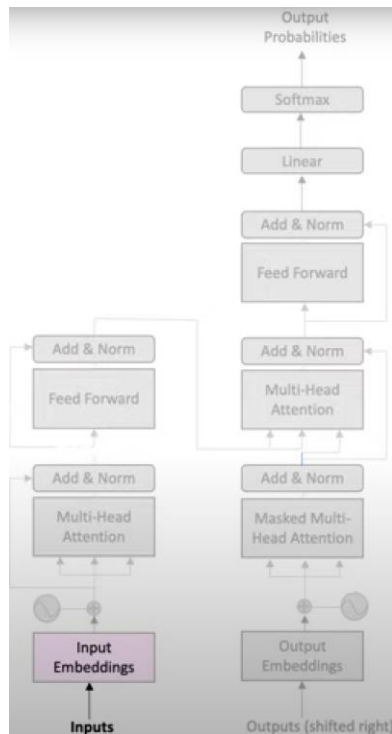 Output
Probabilities
Softmax
Linear
Add & Norm
Feed Forward
Add & Norm
Multi-Head
Attention
Add & Norm
Masked Multi-
Head Attention
Output
Embeddings
Outputs (shifted right)
Add & Norm
Feed Forward
Add & Norm
Multi-Head
Attention
Input
Embeddings
Inputs